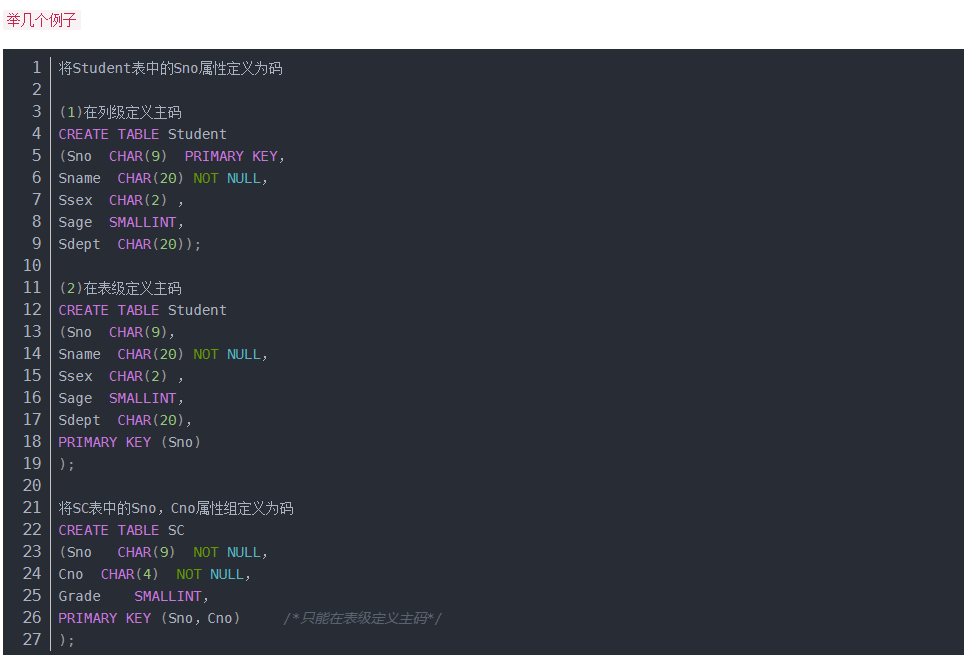 举几个例子
1 将Student表中的Sno属性定义为码
2
3 (1)在列级定义主码
4 CREATE TABLE Student
5 (Sno  CHAR(9)  PRIMARY KEY，
6 Sname  CHAR(20) NOT NULL，
7 Ssex  CHAR(2) ，
8 Sage  SMALLINT，
9 Sdept  CHAR(20));
10
11 (2)在表级定义主码
12 CREATE TABLE Student
13 (Sno  CHAR(9)，
14 Sname  CHAR(20) NOT NULL，
15 Ssex  CHAR(2) ，
16 Sage  SMALLINT，
17 Sdept  CHAR(20)，
18 PRIMARY KEY (Sno)
19 );
20
21 将SC表中的Sno，Cno属性组定义为码
22 CREATE TABLE SC
23 (Sno   CHAR(9)  NOT NULL，
24 Cno  CHAR(4)  NOT NULL，
25 Grade    SMALLINT，
26 PRIMARY KEY (Sno，Cno)     /*只能在表级定义主码*/
27 );